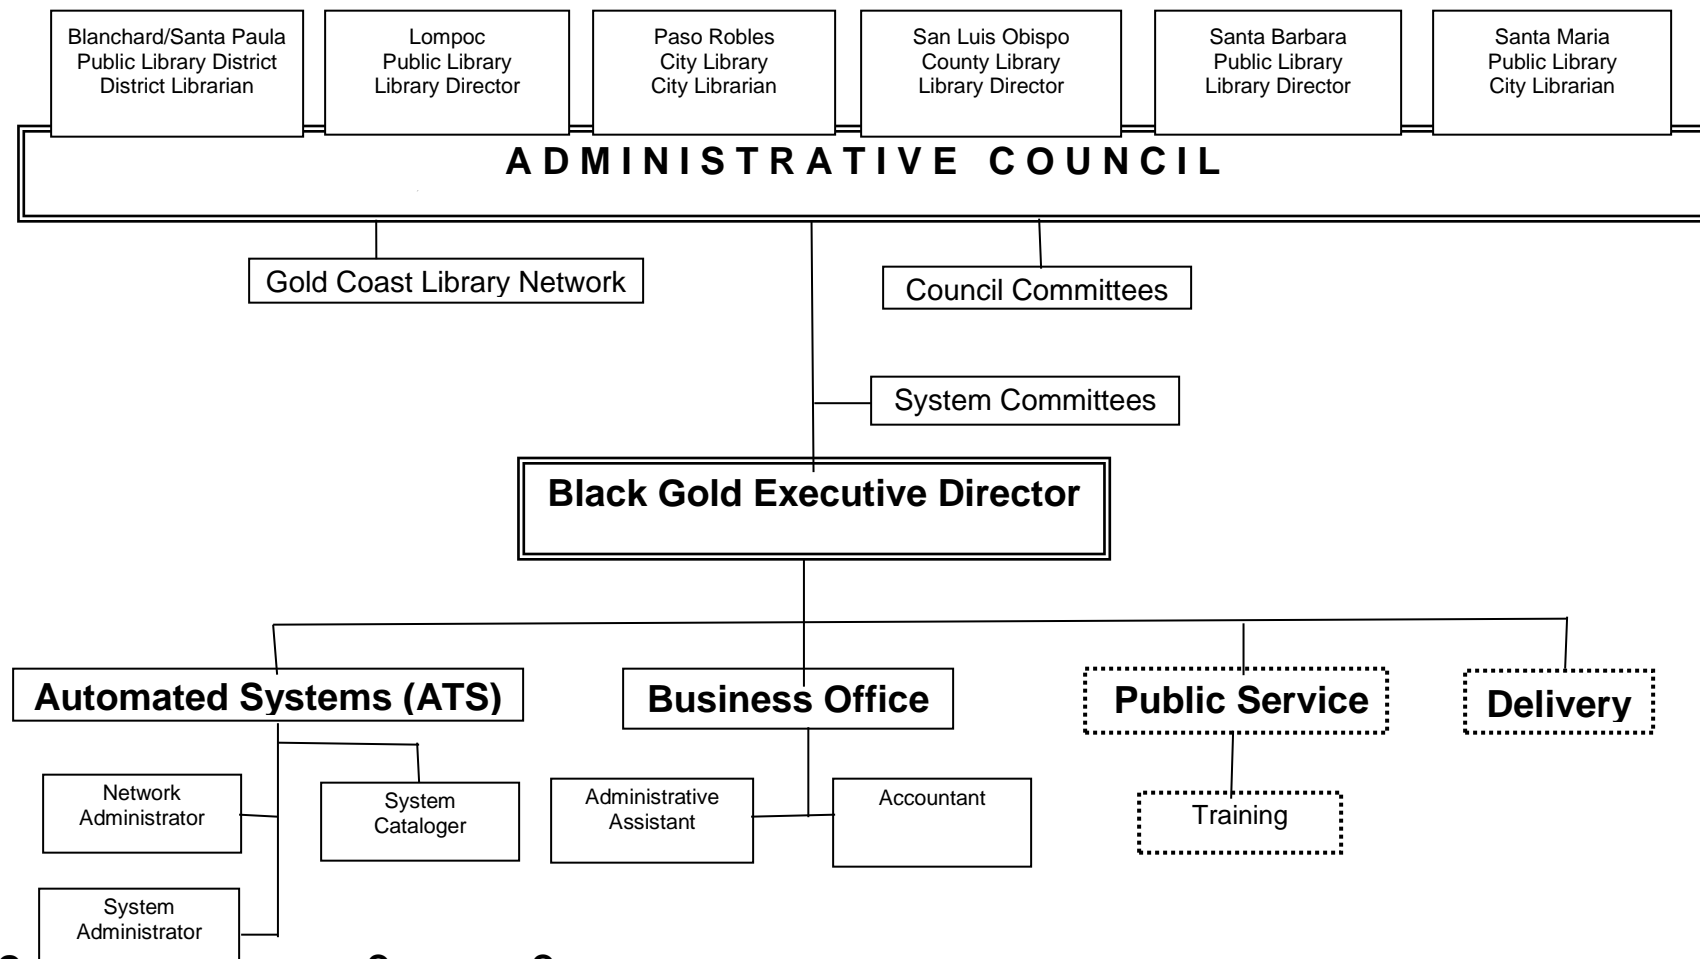 Blanchard/Santa Paula
Public Library District
District Librarian
Lompoc
Public Library
Library Director
Paso Robles
City Library
City Librarian
San Luis Obispo
County Library
Library Director
Santa Barbara
Public Library
Library Director
Santa Maria
Public Library
City Librarian
ADMINISTRATIVE COUNCIL
Gold Coast Library Network
Council Committees
System Committees
Black Gold Executive Director
Automated Systems (ATS)
Business Office
Public Service
Delivery
Network
Administrator
System
Cataloger
Administrative
Assistant
Accountant
Training
System
Administrator